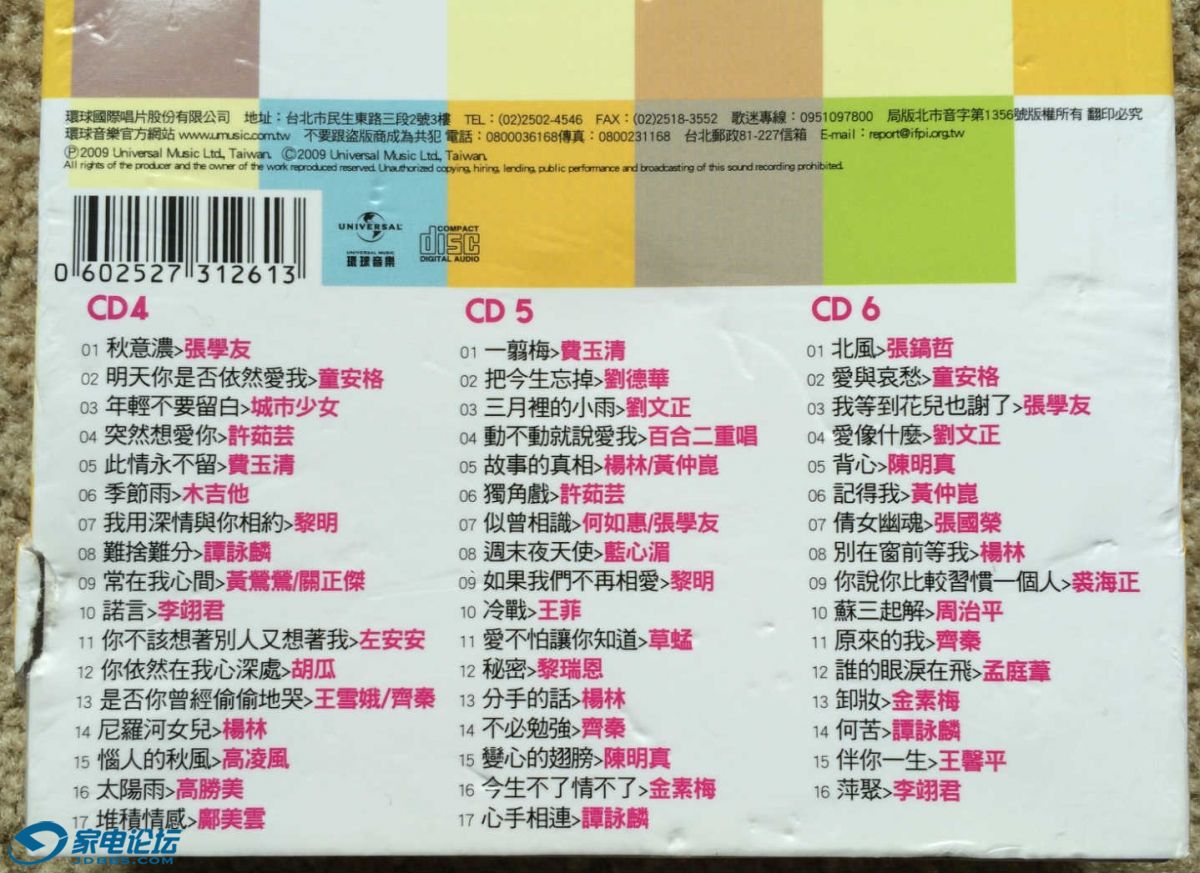 環球國際唱片股份有限公司 地址：台北市民生東路三段2號3樓 TEL：(02)2502-4546 FAX：(02)2518-3552 歌迷專線：0951097800 局版北市音字第1356號版權所有 翻印必究
環球音樂官方網站 www.umusic.com.tw 不要跟盜版商成為共犯 電話：0800036168傳真：0800231168 台北郵政81-227信箱 E-mail：report@ifpi.org.tw
Ⓟ2009 Universal Music Ltd., Taiwan. ©2009 Universal Music Ltd., Taiwan.
All rights of the producer and the owner of the work reproduced reserved. Unauthorized copying, hiring, lending, public performance and broadcasting of this sound recording prohibited.
0 602527 312613
UNIVERSAL
UNIVERSAL MUSIC
環球音樂
COMPACT
disc
DIGITAL AUDIO
CD4
01 秋意濃>張學友
02 明天你是否依然愛我>童安格
03 年輕不要留白>城市少女
04 突然想愛你>許茹芸
05 此情永不留>費玉清
06 季節雨>木吉他
07 我用深情與你相約>黎明
08 難捨難分>譚詠麟
09 常在我心間>黃鶯鶯/關正傑
10 諾言>李翊君
11 你不該想著別人又想著我>左安安
12 你依然在我心深處>胡瓜
13 是否你曾經偷偷地哭>王雪娥/齊秦
14 尼羅河女兒>楊林
15 惱人的秋風>高凌風
16 太陽雨>高勝美
17 堆積情感>鄺美雲
CD 5
01 一翦梅>費玉清
02 把今生忘掉>劉德華
03 三月裡的小雨>劉文正
04 動不動就說愛我>百合二重唱
05 故事的真相>楊林/黃仲崑
06 獨角戲>許茹芸
07 似曾相識>何如惠/張學友
08 週末夜天使>藍心湄
09 如果我們不再相愛>黎明
10 冷戰>王菲
11 愛不怕讓你知道>草蜢
12 秘密>黎瑞恩
13 分手的話>楊林
14 不必勉強>齊秦
15 變心的翅膀>陳明真
16 今生不了情不了>金素梅
17 心手相連>譚詠麟
CD 6
01 北風>張鎬哲
02 愛與哀愁>童安格
03 我等到花兒也謝了>張學友
04 愛像什麼>劉文正
05 背心>陳明真
06 記得我>黃仲崑
07 倩女幽魂>張國榮
08 別在窗前等我>楊林
09 你說你比較習慣一個人>裘海正
10 蘇三起解>周治平
11 原來的我>齊秦
12 誰的眼淚在飛>孟庭葦
13 卸妝>金素梅
14 何苦>譚詠麟
15 伴你一生>王馨平
16 萍聚>李翊君
家电论坛
JDBBS.COM